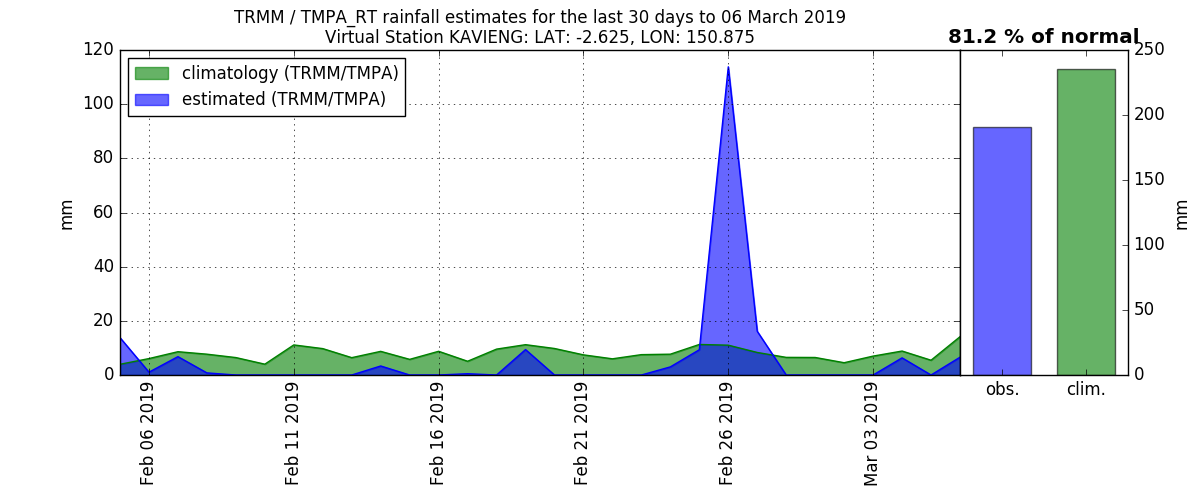 TRMM / TMPA_RT rainfall estimates for the last 30 days to 06 March 2019
Virtual Station KAVIENG: LAT: -2.625, LON: 150.875
81.2 % of normal
climatology (TRMM/TMPA)
estimated (TRMM/TMPA)
mm
120
100
80
60
40
20
0
Feb 06 2019
Feb 11 2019
Feb 16 2019
Feb 21 2019
Feb 26 2019
Mar 03 2019
obs.
clim.
250
200
150
100
50
0
mm